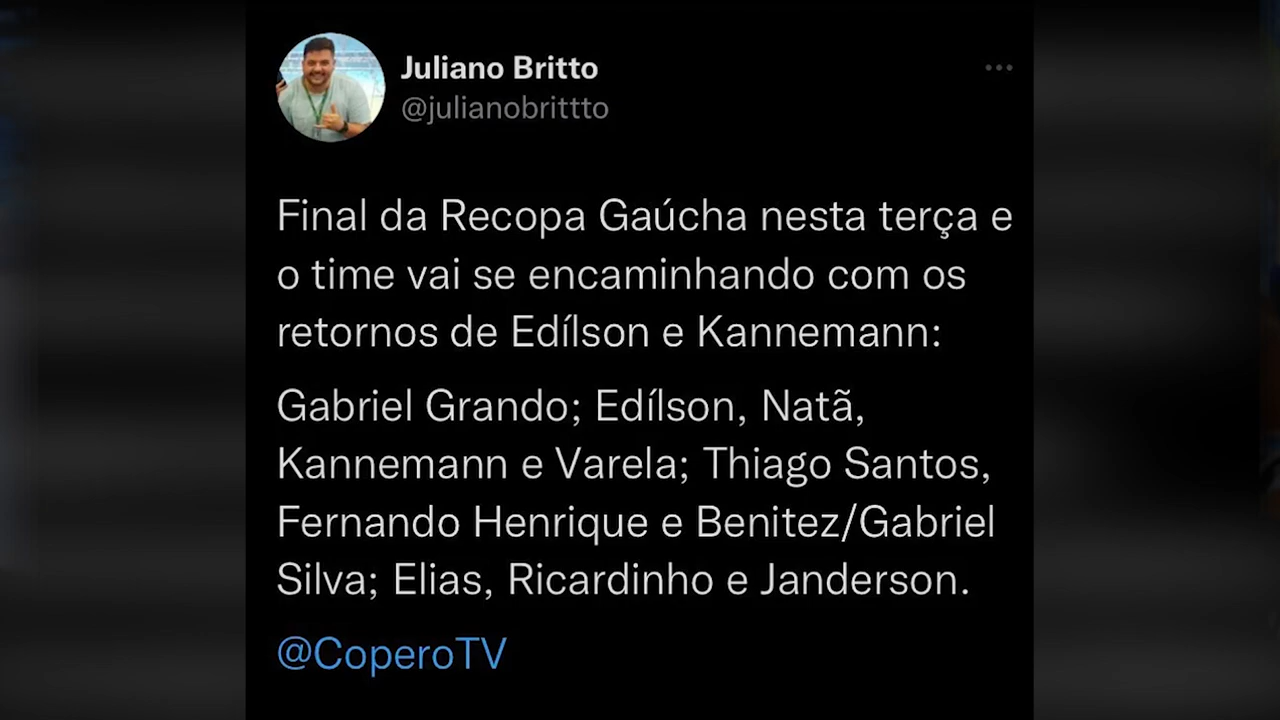 Juliano Britto
@julianobrittto
Final da Recopa Gaúcha nesta terça e
o time vai se encaminhando com os
retornos de Edílson e Kannemann:
Gabriel Grando; Edílson, Natã,
Kannemann e Varela; Thiago Santos,
Fernando Henrique e Benitez/Gabriel
Silva; Elias, Ricardinho e Janderson.
@CoperoTV